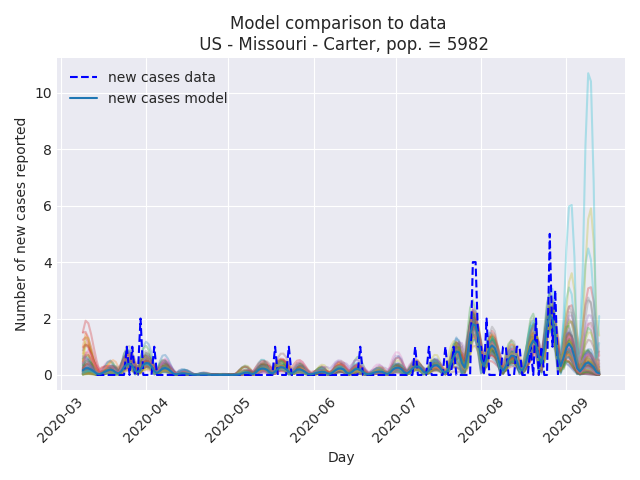 Model comparison to data
US - Missouri - Carter, pop. = 5982
new cases data
new cases model
Number of new cases reported
10
8
6
4
2
0
2020-03
2020-04
2020-05
2020-06
2020-07
2020-08
2020-09
Day